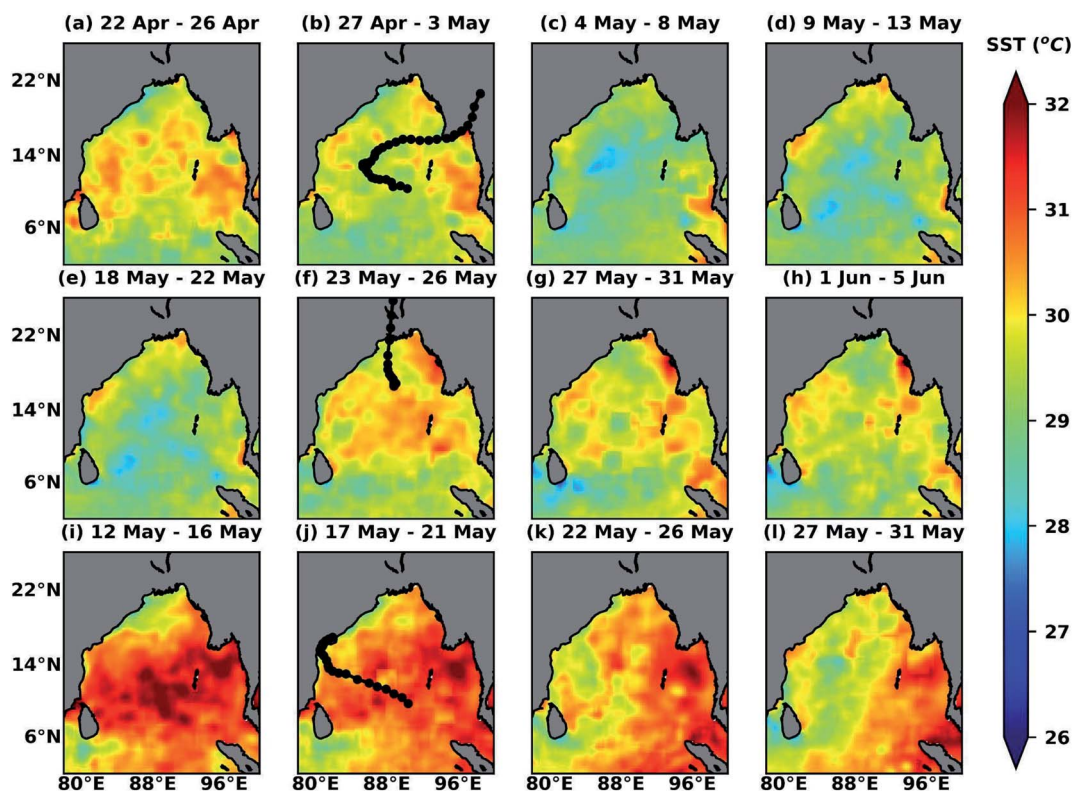 (a) 22 Apr - 26 Apr (b) 27 Apr - 3 May (c) 4 May - 8 May (d) 9 May - 13 May
SST (°C)
22°N
14°N
6°N
(e) 18 May - 22 May (f) 23 May - 26 May (g) 27 May - 31 May (h) 1 Jun - 5 Jun
22°N
14°N
6°N
(i) 12 May - 16 May (j) 17 May - 21 May (k) 22 May - 26 May (l) 27 May - 31 May
22°N
14°N
6°N
80°E 88°E 96°E 80°E 88°E 96°E 80°E 88°E 96°E 80°E 88°E 96°E
32
31
30
29
28
27
26